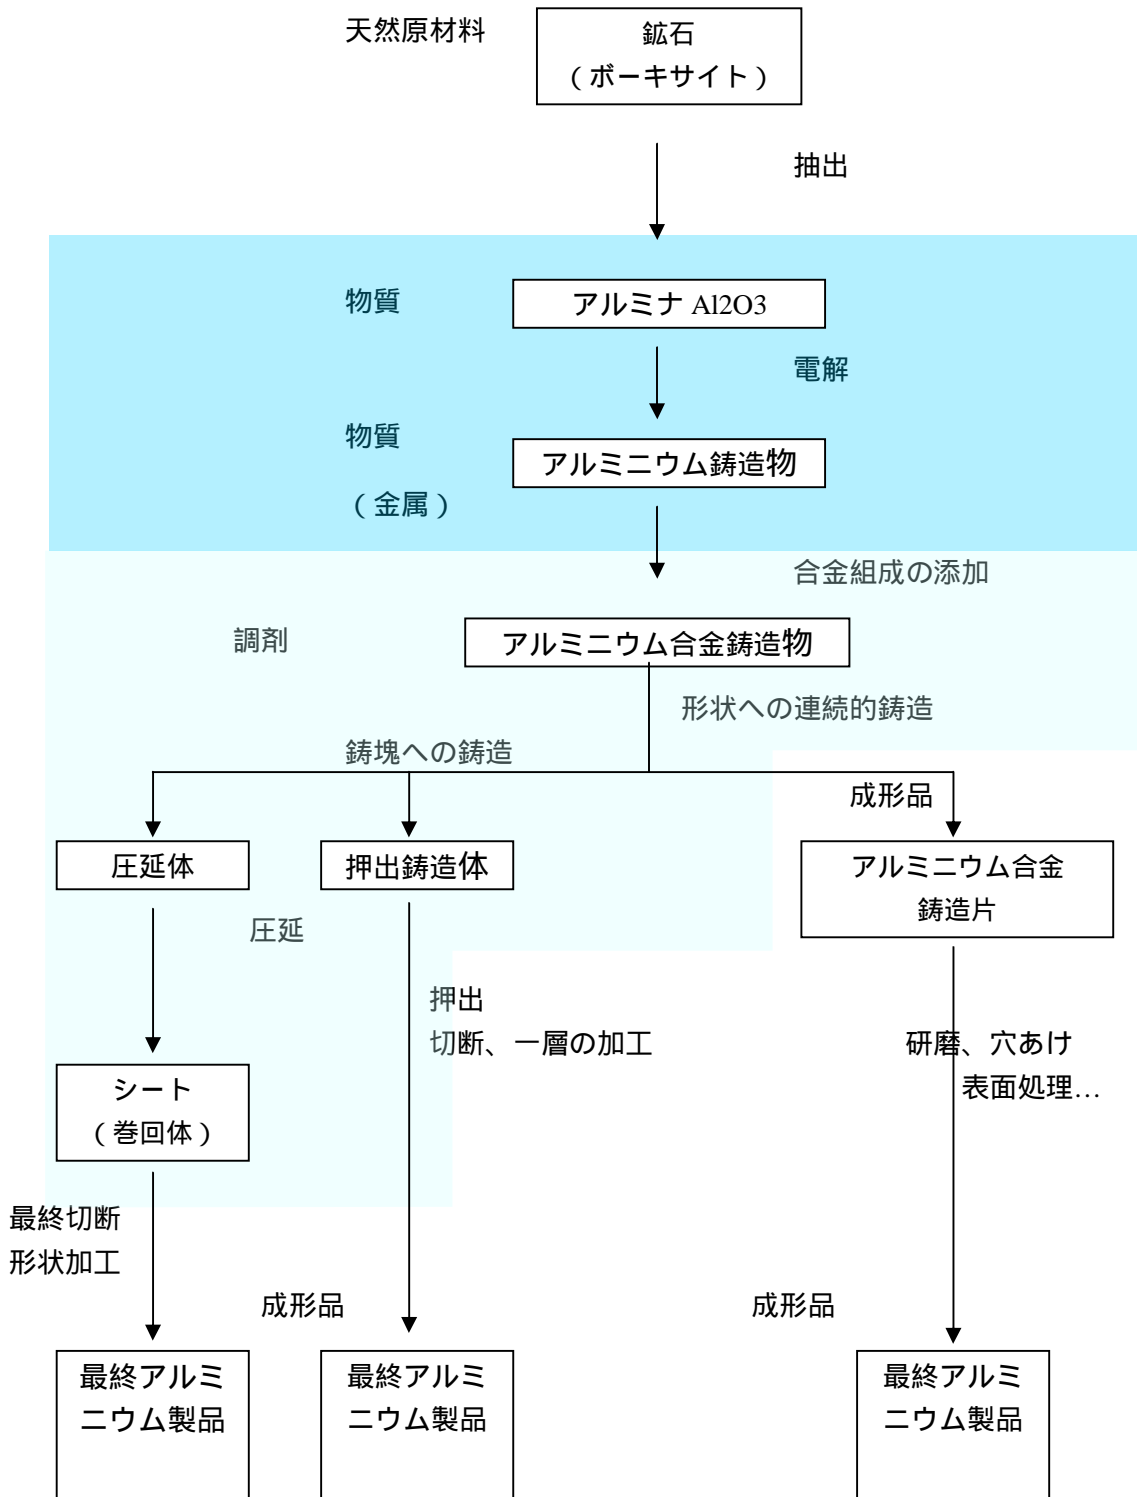 天然原材料
鉱石
（ボーキサイト）
抽出
物質
アルミナ Al2O3
電解
物質
（金属）
アルミニウム鋳造物
合金組成の添加
調剤
アルミニウム合金鋳造物
形状への連続的鋳造
鋳塊への鋳造
成形品
圧延体
押出鋳造体
アルミニウム合金
鋳造片
圧延
押出
切断、一層の加工
研磨、穴あけ
表面処理…
シート
（巻回体）
最終切断
形状加工
成形品
成形品
最終アルミ
ニウム製品
最終アルミ
ニウム製品
最終アルミ
ニウム製品